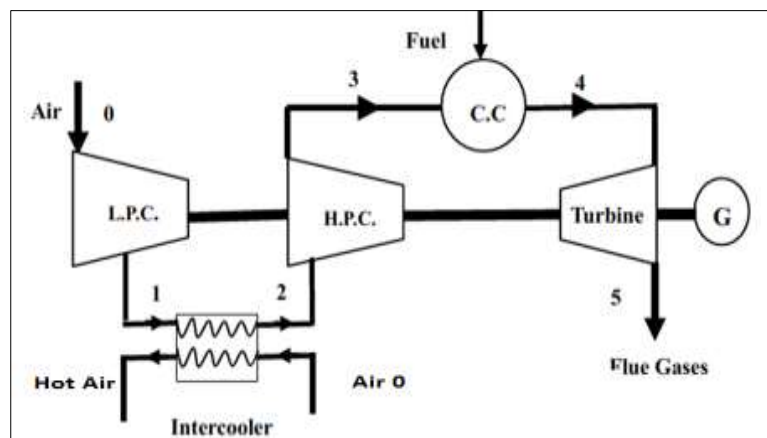 Fuel
3
4
C.C
Air
0
L.P.C.
H.P.C.
Turbine
G
1
2
5
Hot Air
Air 0
Flue Gases
Intercooler